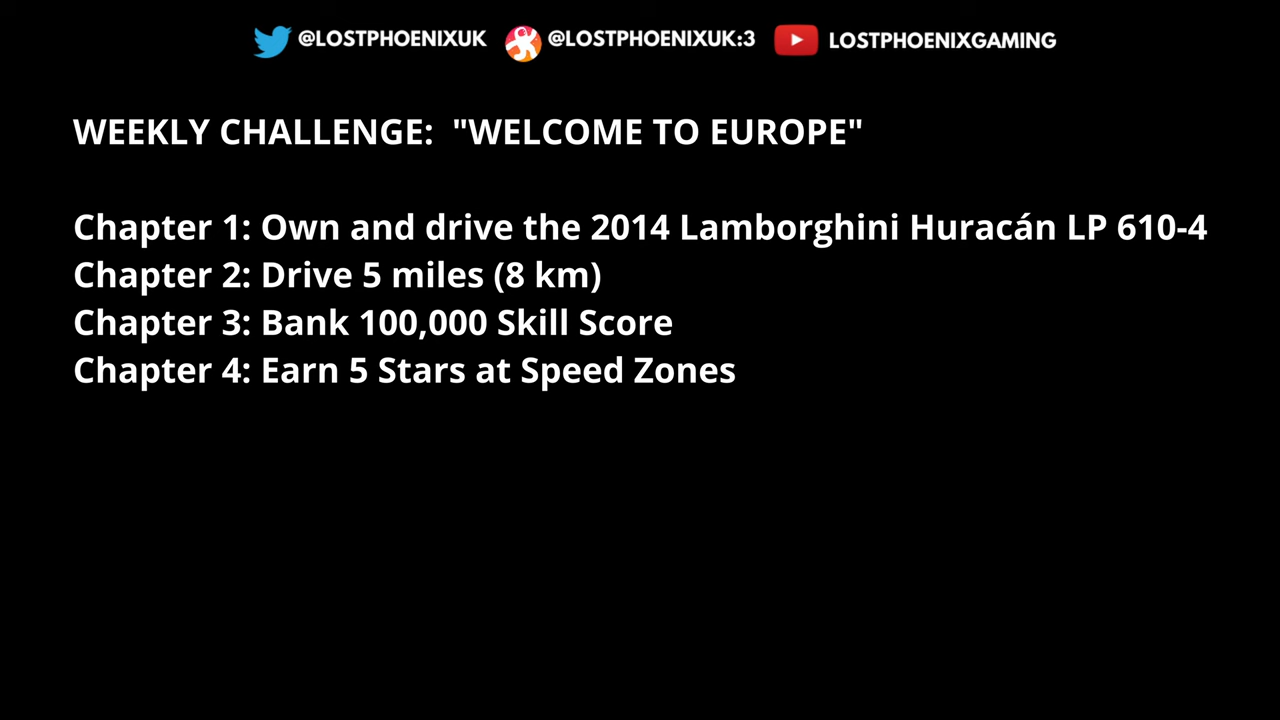 @LOSTPHOENIXUK @LOSTPHOENIXUK:3 LOSTPHOENIXGAMING
WEEKLY CHALLENGE: "WELCOME TO EUROPE"
Chapter 1: Own and drive the 2014 Lamborghini Huracán LP 610-4
Chapter 2: Drive 5 miles (8 km)
Chapter 3: Bank 100,000 Skill Score
Chapter 4: Earn 5 Stars at Speed Zones